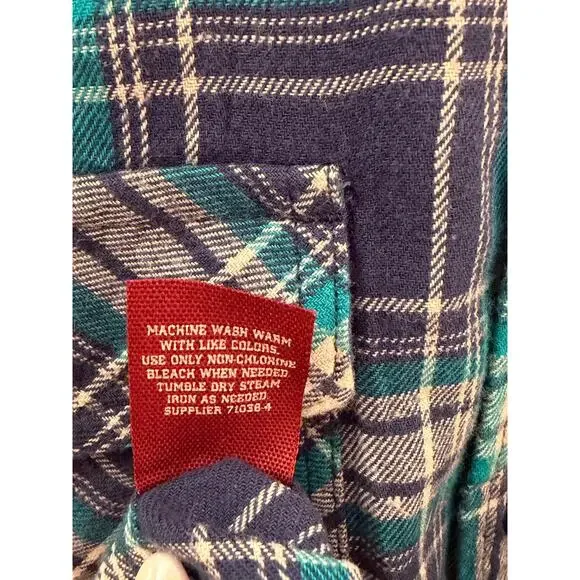 MACHINE WASH WARM
WITH LIKE COLORS.
USE ONLY NON-CHLORINE
BLEACH WHEN NEEDED.
TUMBLE DRY STEAM
IRON AS NEEDED.
SUPPLIER 71036-4